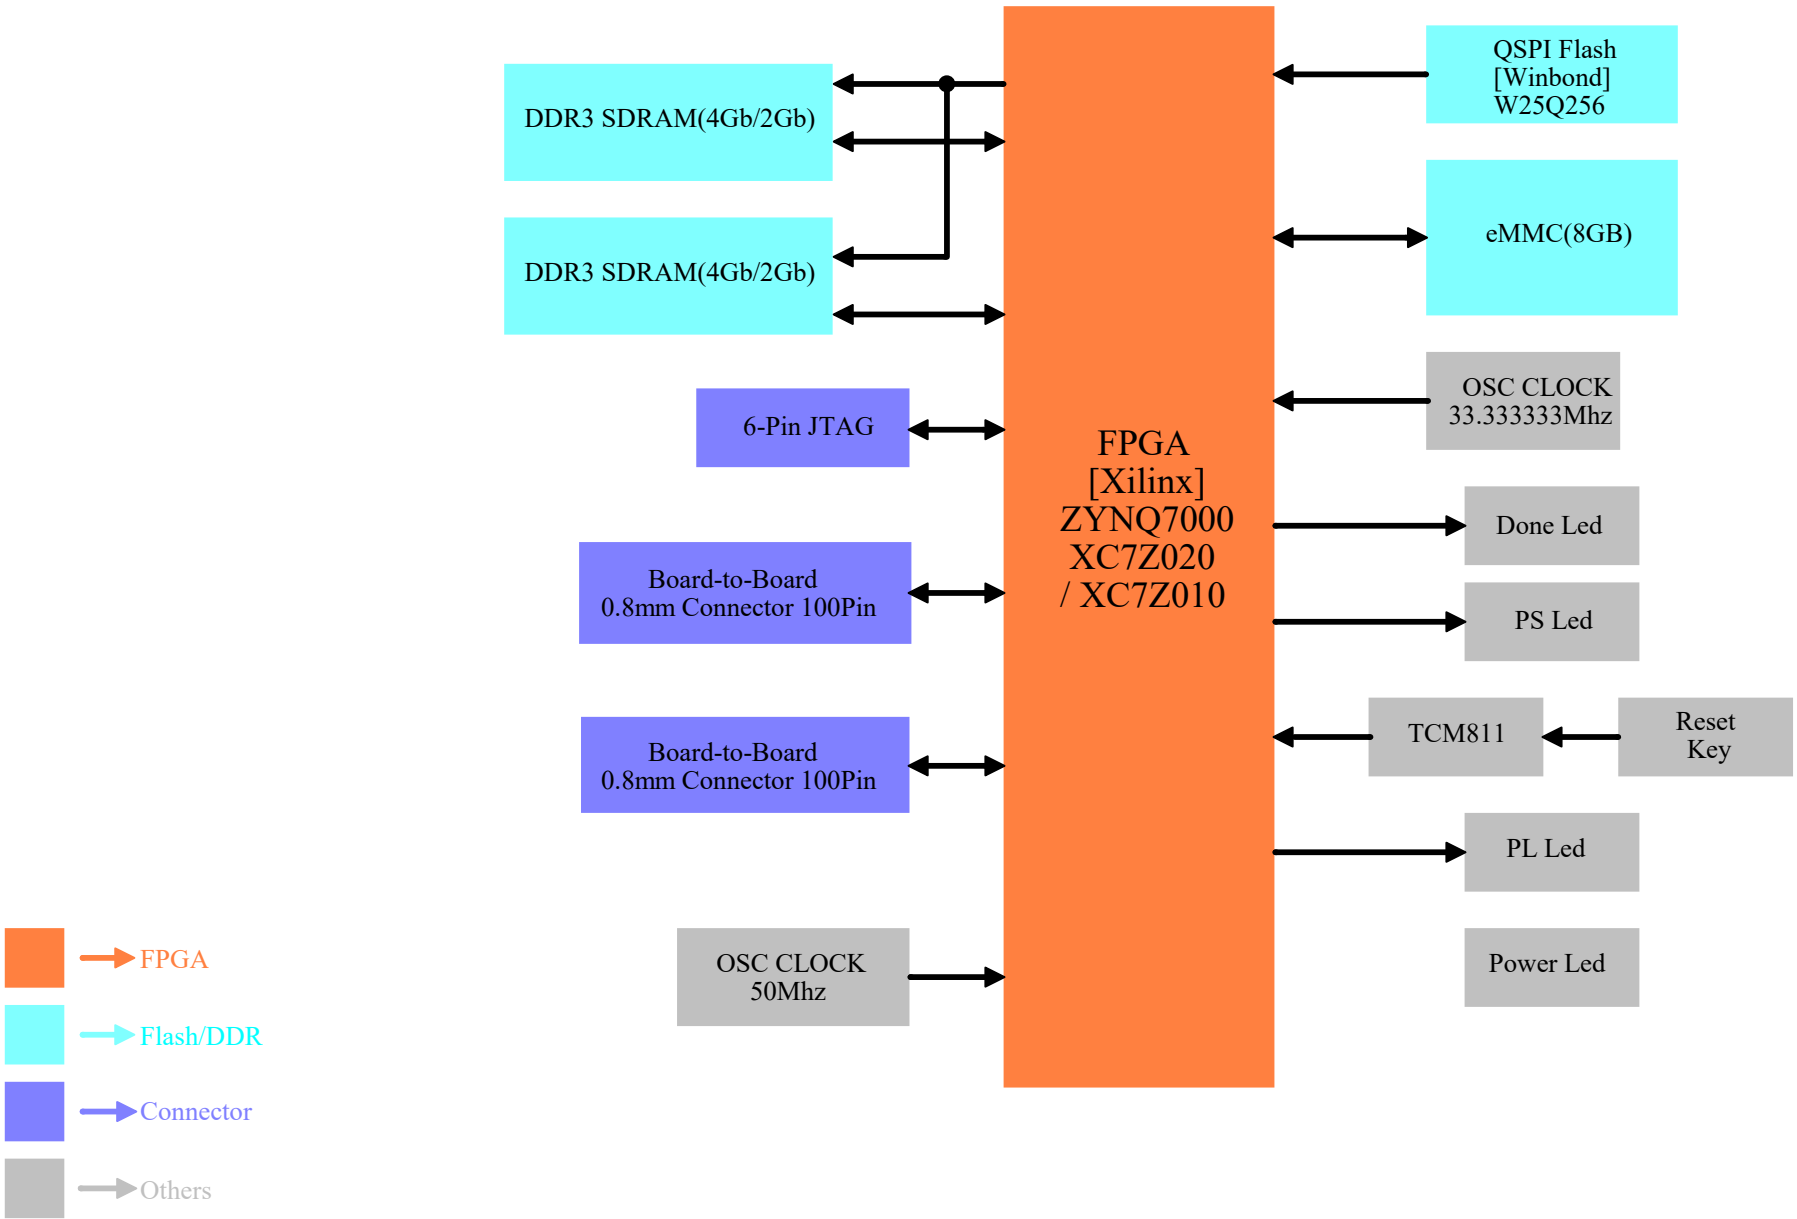 DDR3 SDRAM(4Gb/2Gb)
DDR3 SDRAM(4Gb/2Gb)
6-Pin JTAG
Board-to-Board
0.8mm Connector 100Pin
Board-to-Board
0.8mm Connector 100Pin
OSC CLOCK
50Mhz
FPGA
[Xilinx]
ZYNQ7000
XC7Z020
/ XC7Z010
QSPI Flash
[Winbond]
W25Q256
eMMC(8GB)
OSC CLOCK
33.333333Mhz
Done Led
PS Led
TCM811
Reset
Key
PL Led
Power Led
FPGA
Flash/DDR
Connector
Others